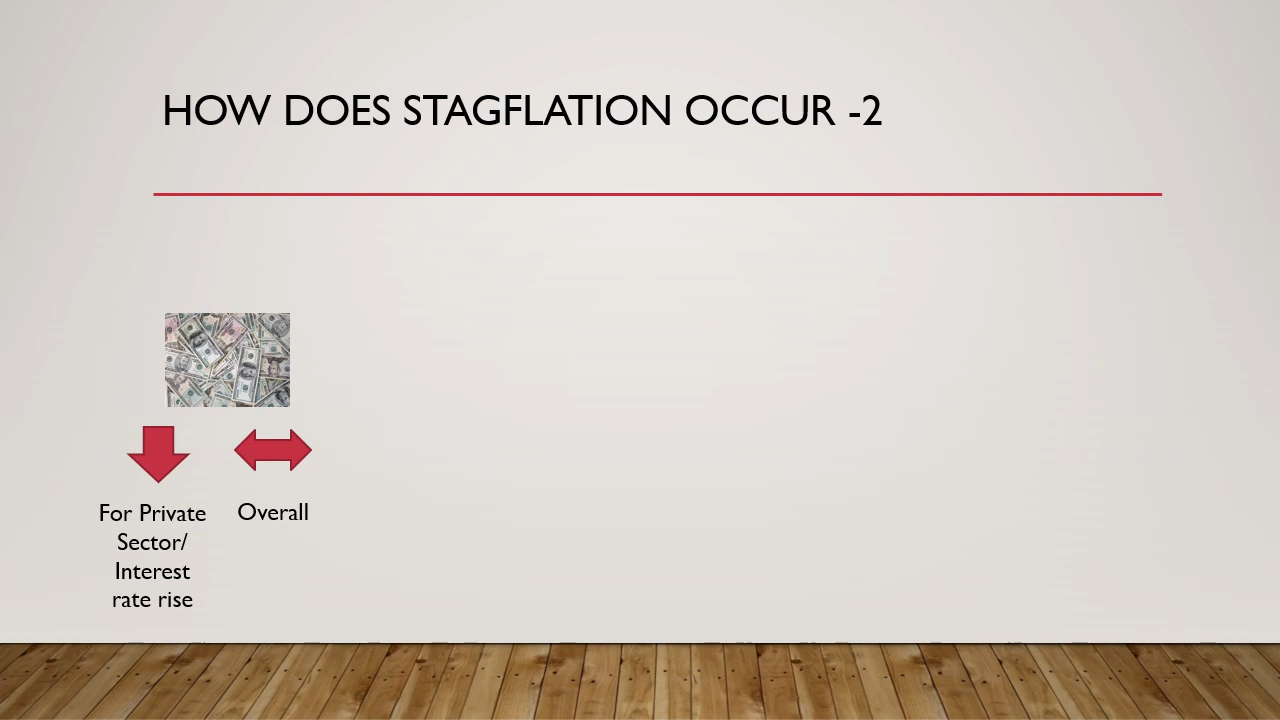 HOW DOES STAGFLATION OCCUR -2
For Private
Sector/
Interest
rate rise
Overall